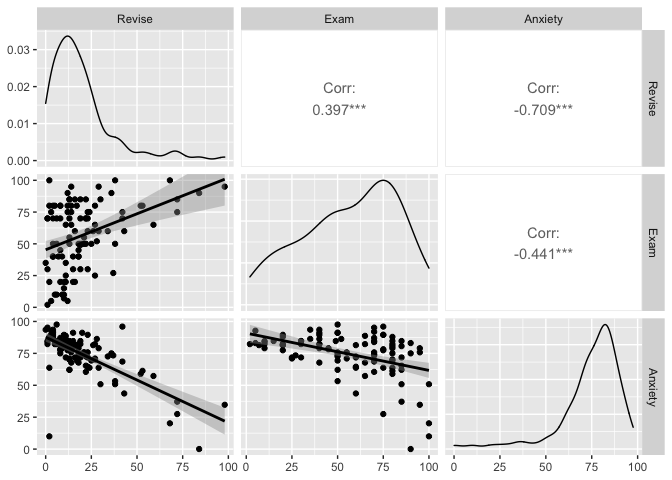 Revise Exam Anxiety
0.03
0.02
0.01
0.00
Corr:
0.397***
Corr:
-0.709***
Revise
100
75
50
25
0
Corr:
-0.441***
Exam
100
75
50
25
0
Anxiety
0 25 50 75 100 0 25 50 75 100 0 25 50 75 100